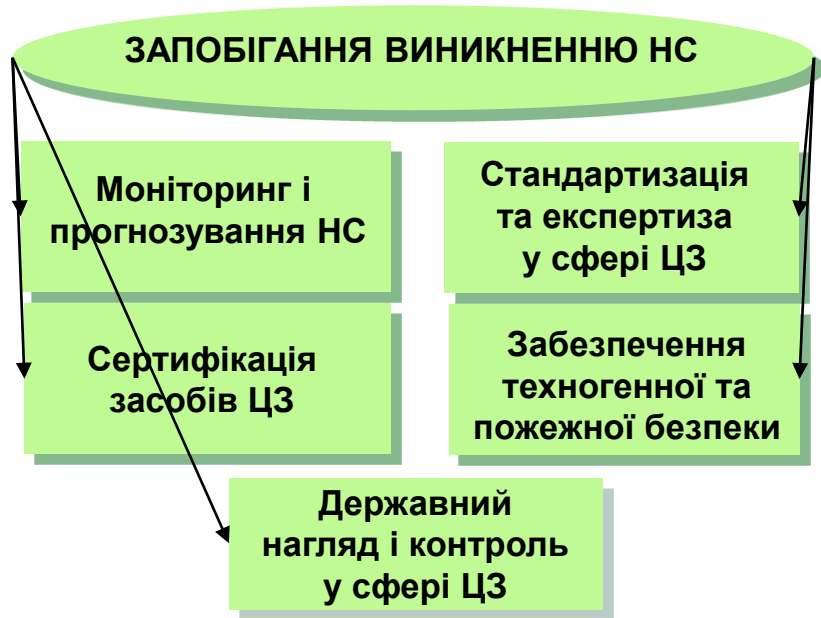 ЗАПОБІГАННЯ ВИНИКНЕННЮ НС
Моніторинг і
прогнозування НС
Стандартизація
та експертиза
у сфері ЦЗ
Сертифікація
засобів ЦЗ
Забезпечення
техногенної та
пожежної безпеки
Державний
нагляд і контроль
у сфері ЦЗ